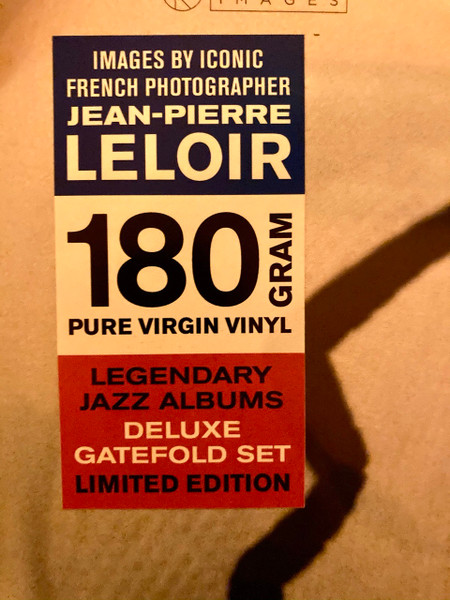 IMAGES
IMAGES BY ICONIC
FRENCH PHOTOGRAPHER
JEAN-PIERRE
LELOIR
180 GRAM
PURE VIRGIN VINYL
LEGENDARY
JAZZ ALBUMS
DELUXE
GATEFOLD SET
LIMITED EDITION